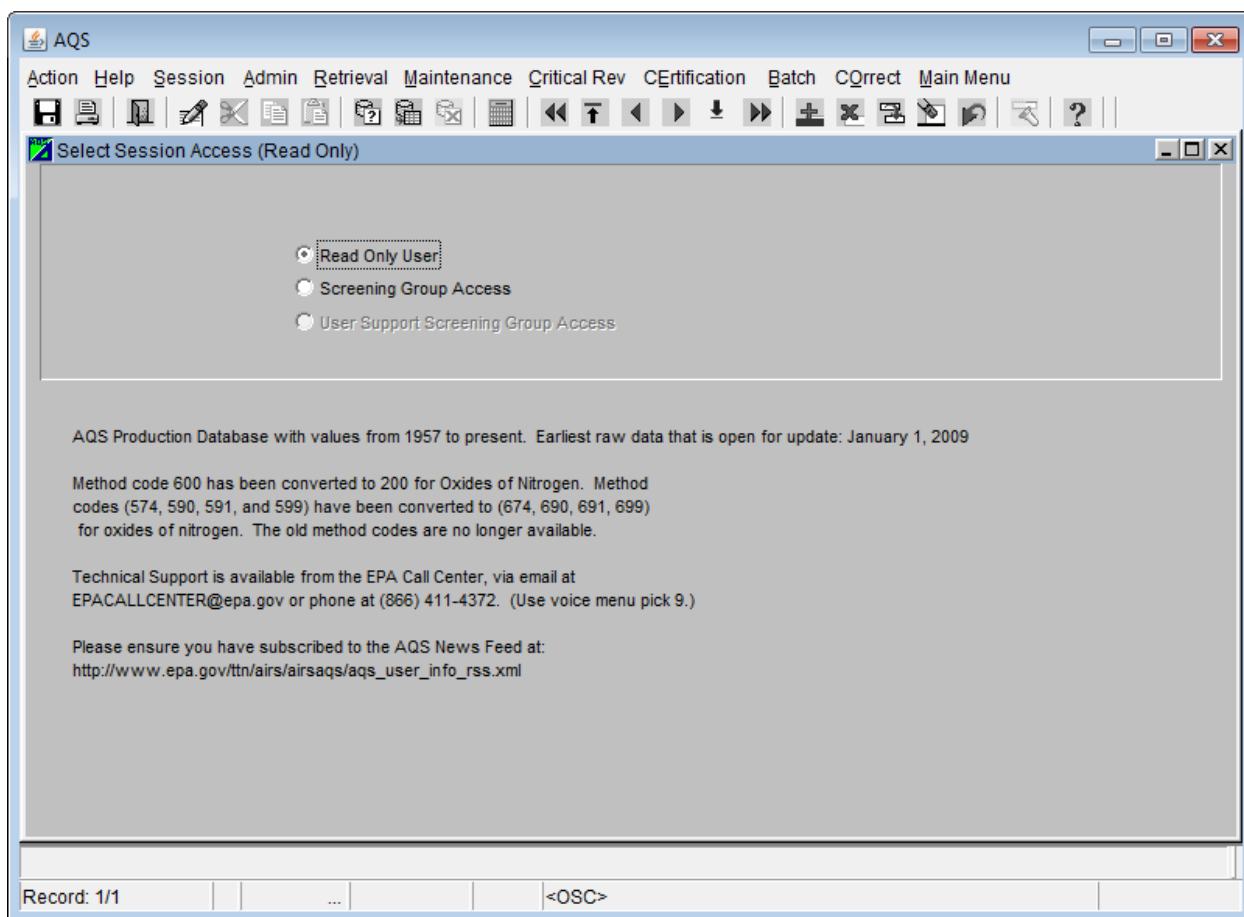 AQS
Action Help Session Admin Retrieval Maintenance Critical Rev CErtification Batch COrrect Main Menu
Select Session Access (Read Only)
Read Only User
Screening Group Access
User Support Screening Group Access
AQS Production Database with values from 1957 to present. Earliest raw data that is open for update: January 1, 2009
Method code 600 has been converted to 200 for Oxides of Nitrogen. Method
codes (574, 590, 591, and 599) have been converted to (674, 690, 691, 699)
for oxides of nitrogen. The old method codes are no longer available.
Technical Support is available from the EPA Call Center, via email at
EPACALLCENTER@epa.gov or phone at (866) 411-4372. (Use voice menu pick 9.)
Please ensure you have subscribed to the AQS News Feed at:
http://www.epa.gov/ttn/airs/airsaqs/aqs_user_info_rss.xml
Record: 1/1 ... <OSC>